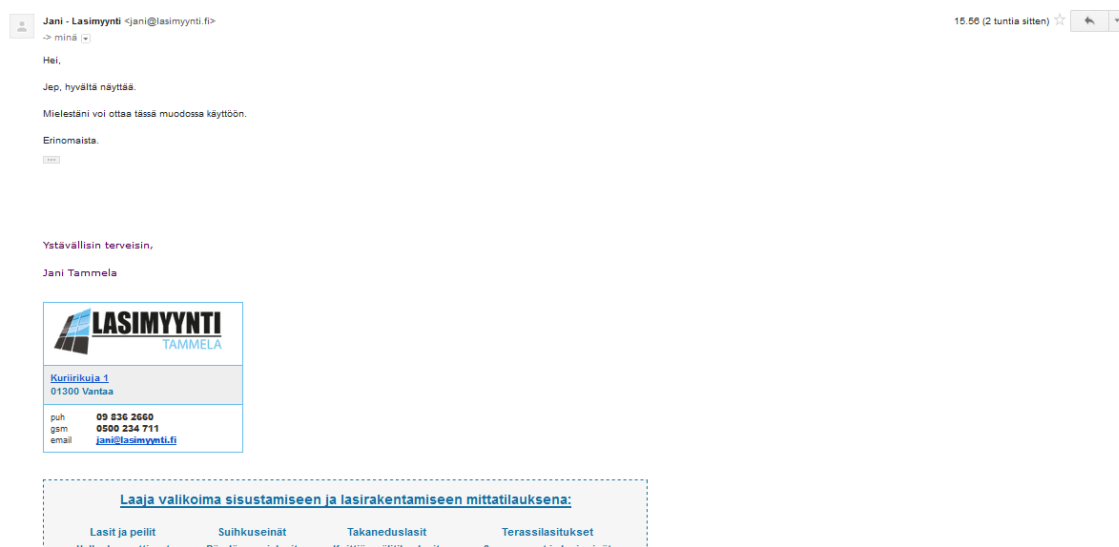 Jani - Lasimyynti <jani@lasimyynti.fi>
15.56 (2 tuntia sitten)
-> minä
Hei,
Jep, hyvältä näyttää.
Mielestäni voi ottaa tässä muodossa käyttöön.
Erinomaista.
Ystävällisin terveisin,
Jani Tammela
LASIMYYNTI
TAMMELA
Kuriirikuja 1
01300 Vantaa
puh 09 836 2660
gsm 0500 234 711
email jani@lasimyynti.fi
Laaja valikoima sisustamiseen ja lasirakentamiseen mittatilauksena:
Lasit ja peilit Suihkuseinät Takaneduslasit Terassilasitukset